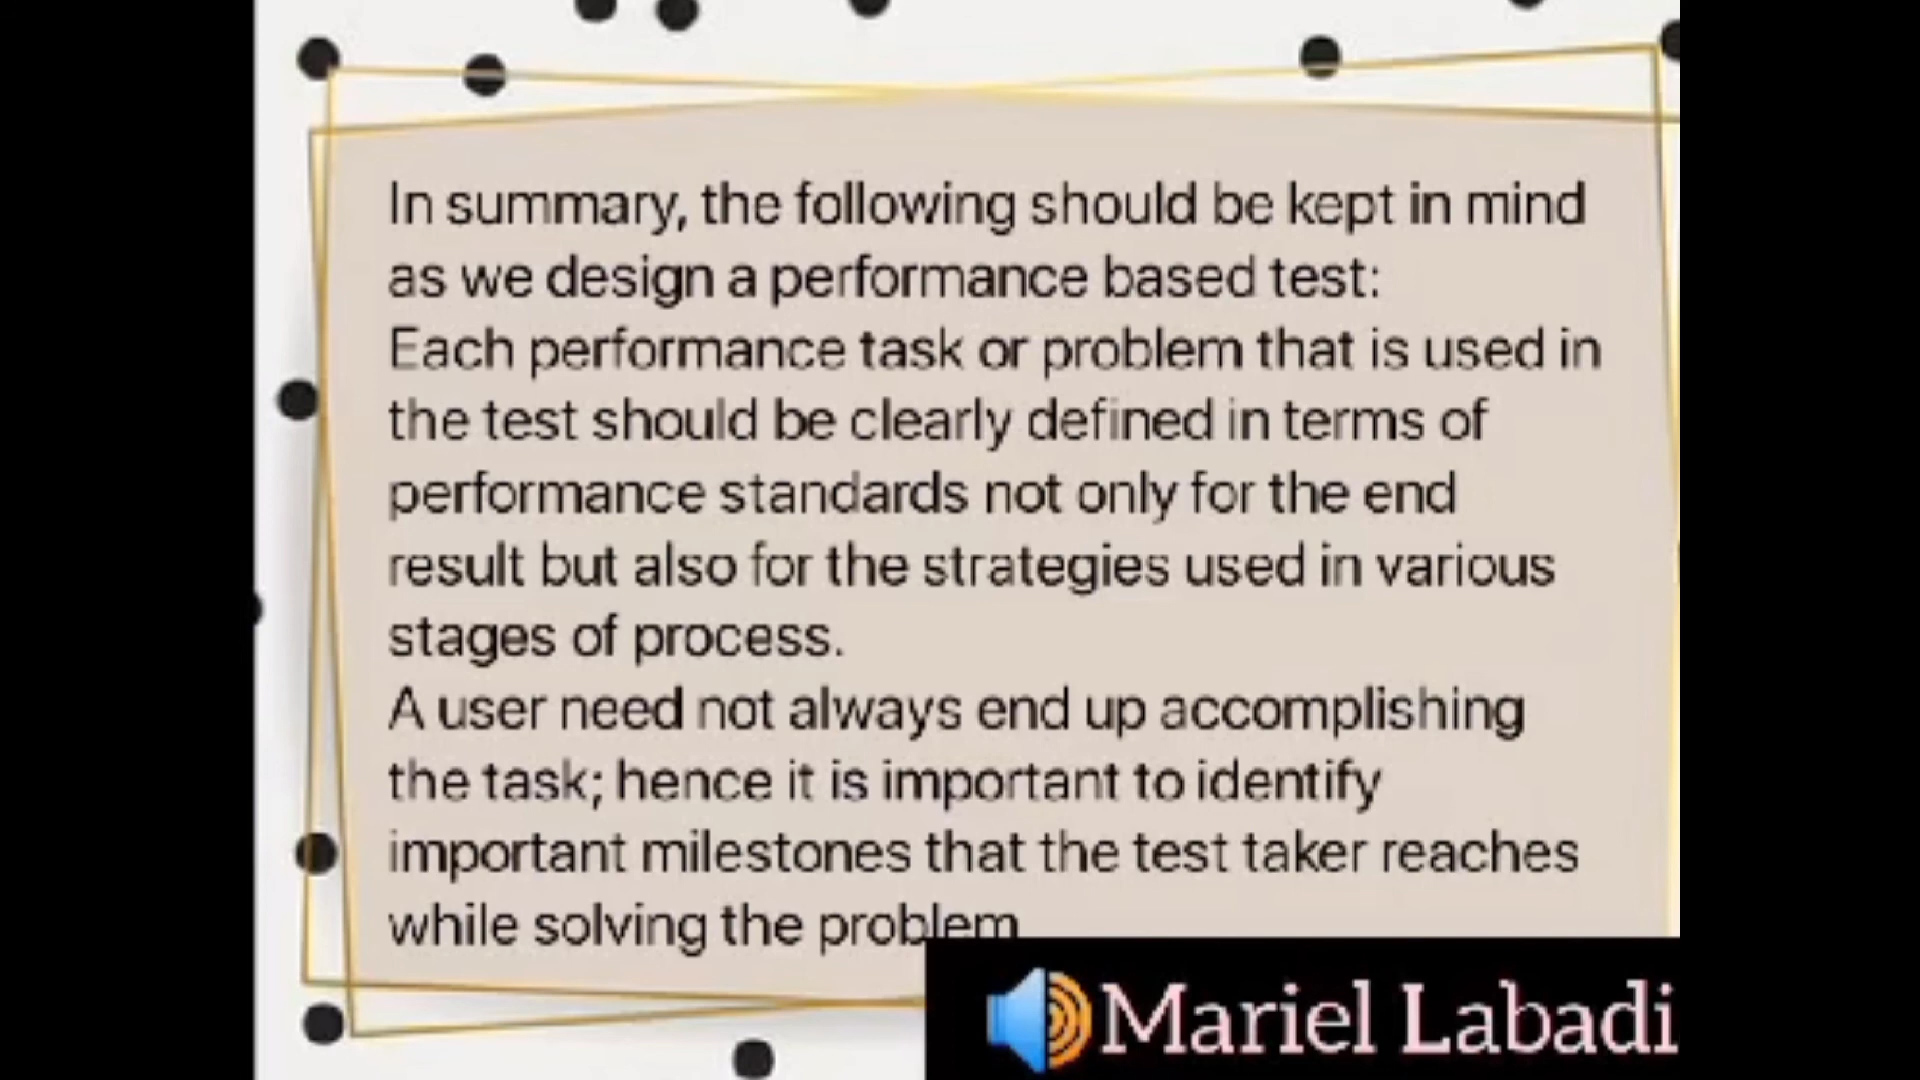 In summary, the following should be kept in mind
as we design a performance based test:
Each performance task or problem that is used in
the test should be clearly defined in terms of
performance standards not only for the end
result but also for the strategies used in various
stages of process.
A user need not always end up accomplishing
the task; hence it is important to identify
important milestones that the test taker reaches
while solving the problem
Mariel Labadi